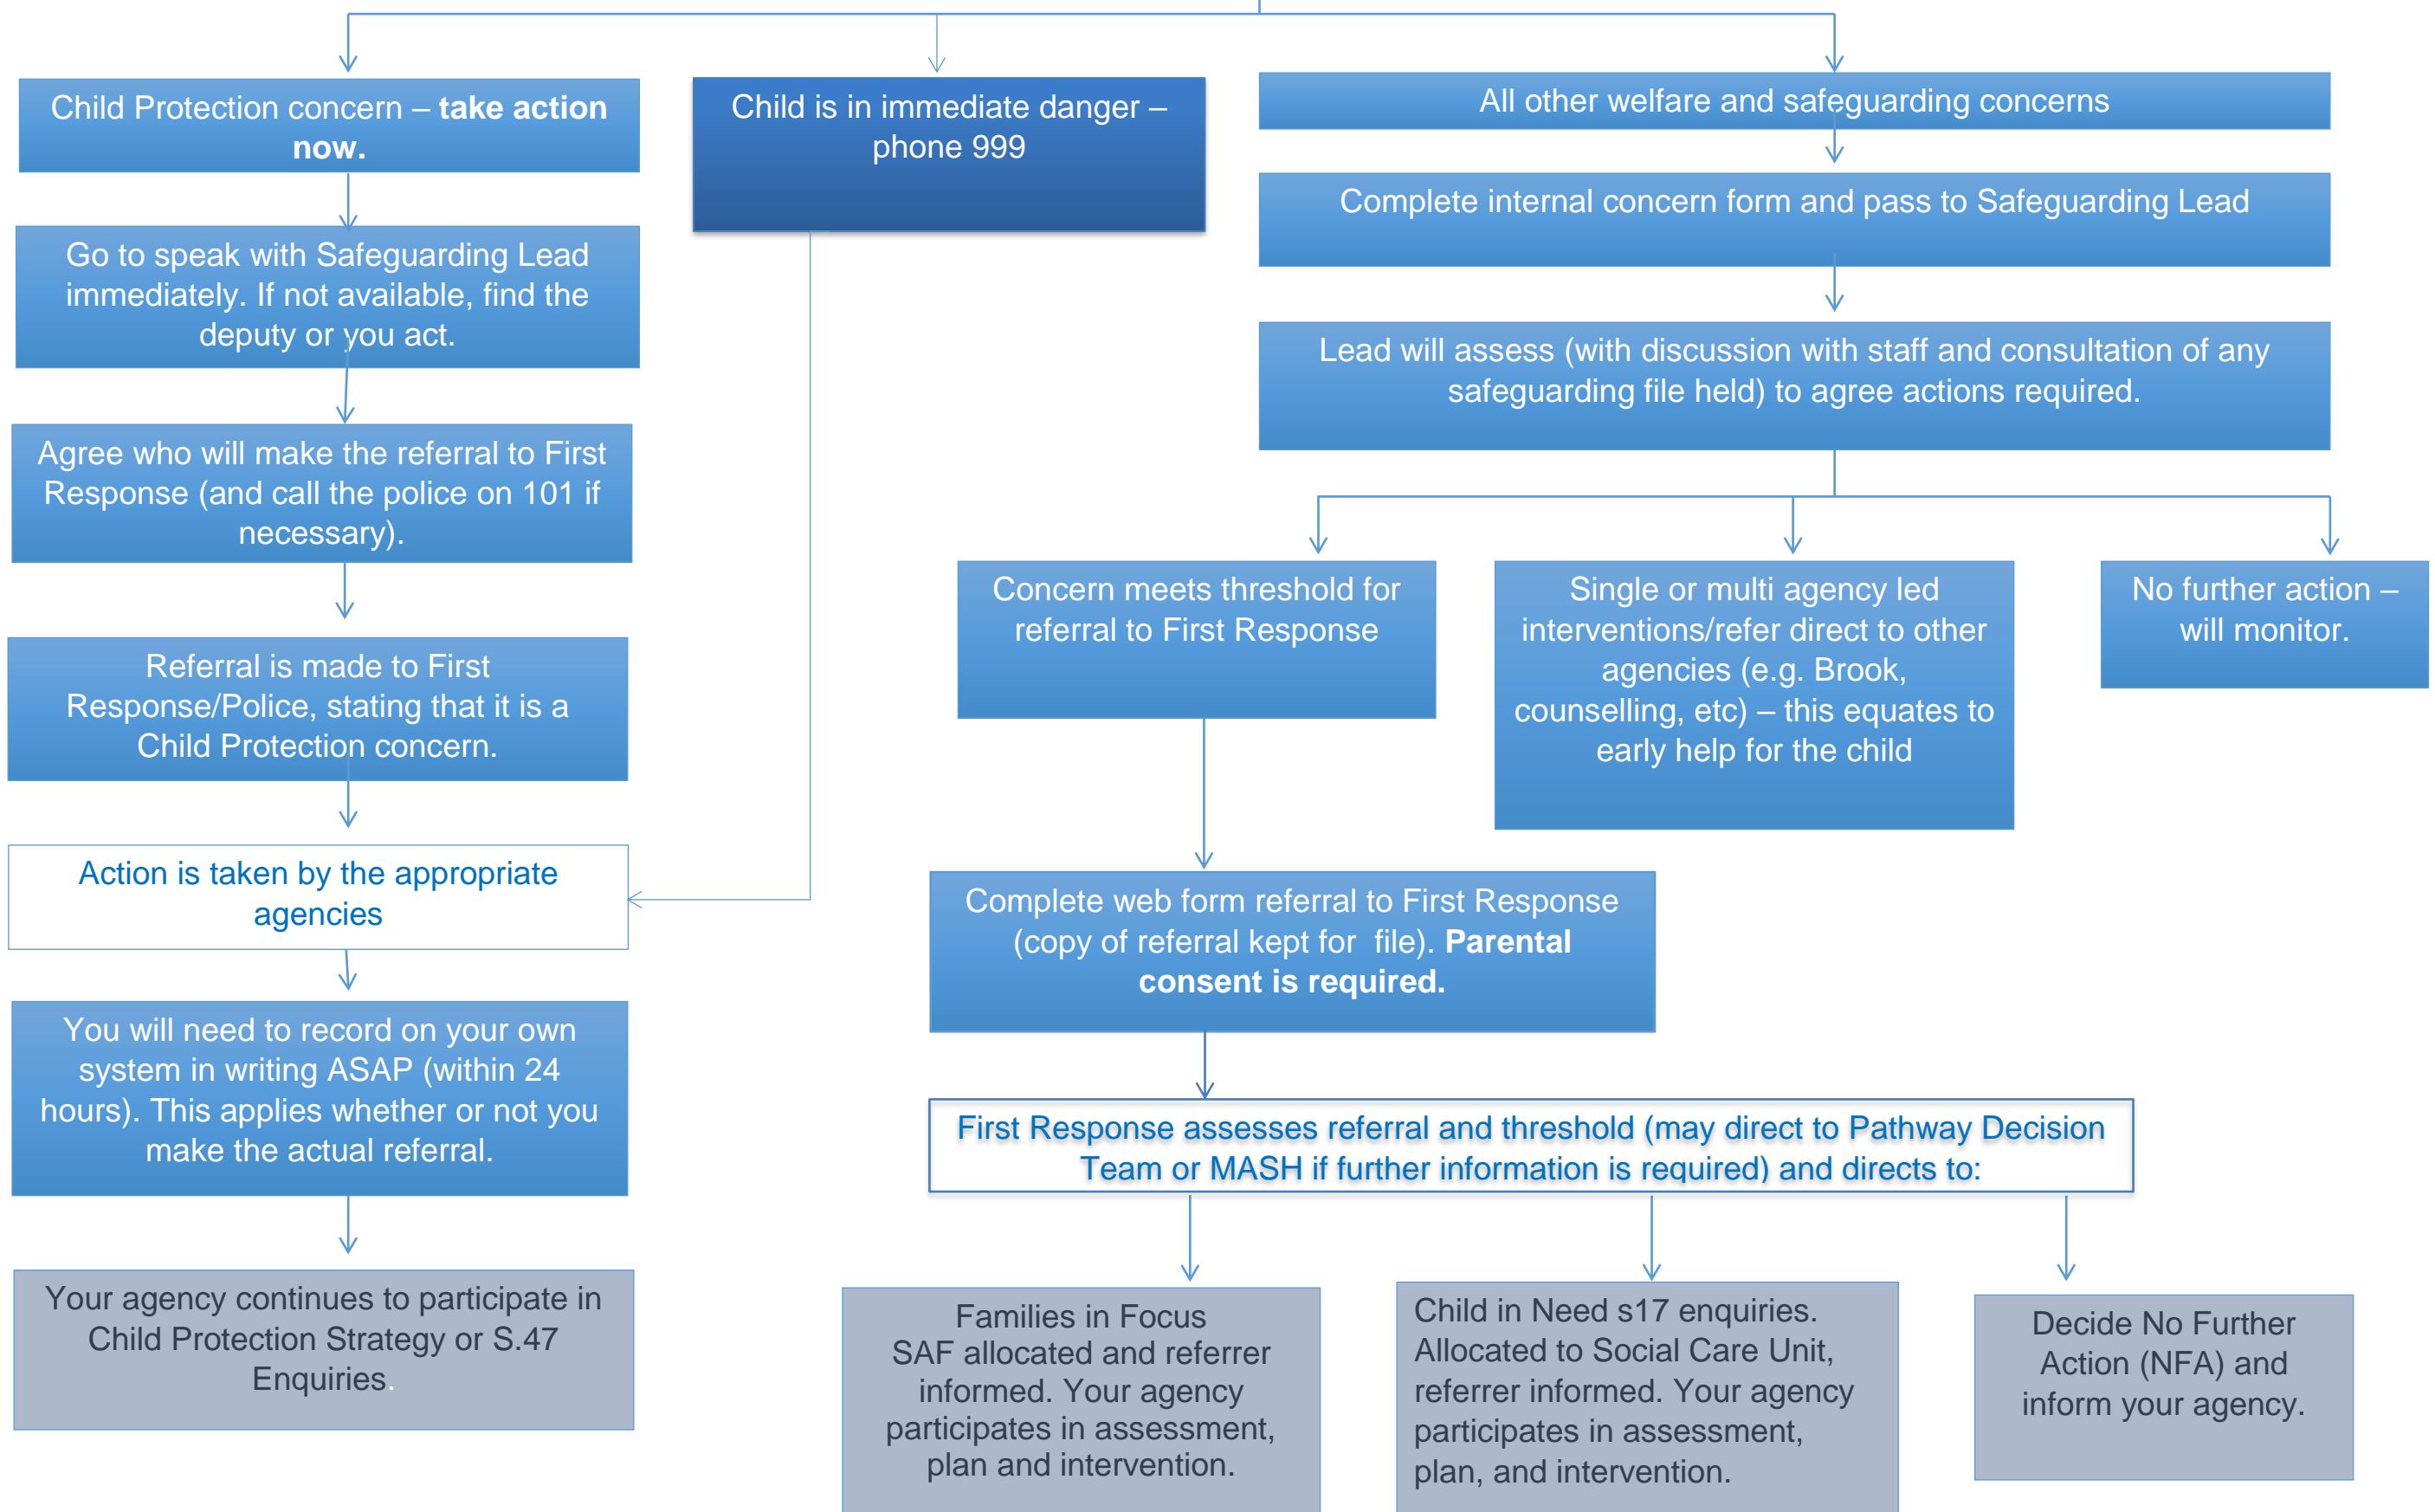 Child Protection concern – take action
now.
Go to speak with Safeguarding Lead
immediately. If not available, find the
deputy or you act.
Agree who will make the referral to First
Response (and call the police on 101 if
necessary).
Referral is made to First
Response/Police, stating that it is a
Child Protection concern.
Action is taken by the appropriate
agencies
You will need to record on your own
system in writing ASAP (within 24
hours). This applies whether or not you
make the actual referral.
Your agency continues to participate in
Child Protection Strategy or S.47
Enquiries.
Child is in immediate danger –
phone 999
All other welfare and safeguarding concerns
Complete internal concern form and pass to Safeguarding Lead
Lead will assess (with discussion with staff and consultation of any
safeguarding file held) to agree actions required.
Concern meets threshold for
referral to First Response
Single or multi agency led
interventions/refer direct to other
agencies (e.g. Brook,
counselling, etc) – this equates to
early help for the child
No further action –
will monitor.
Complete web form referral to First Response
(copy of referral kept for  file). Parental
consent is required.
First Response assesses referral and threshold (may direct to Pathway Decision
Team or MASH if further information is required) and directs to:
Families in Focus
SAF allocated and referrer
informed. Your agency
participates in assessment,
plan and intervention.
Child in Need s17 enquiries.
Allocated to Social Care Unit,
referrer informed. Your agency
participates in assessment,
plan, and intervention.
Decide No Further
Action (NFA) and
inform your agency.